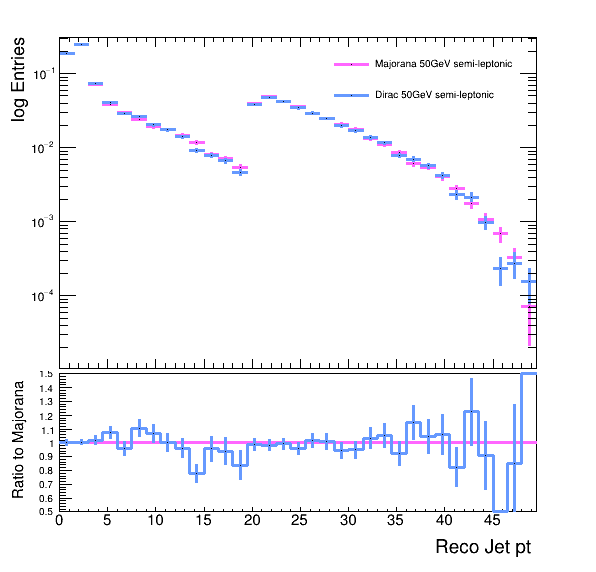 log Entries
10⁻¹
10⁻²
10⁻³
10⁻⁴
Majorana 50GeV semi-leptonic
Dirac 50GeV semi-leptonic
Ratio to Majorana
1.5
1.4
1.3
1.2
1.1
1
0.9
0.8
0.7
0.6
0.5
0 5 10 15 20 25 30 35 40 45
Reco Jet pt